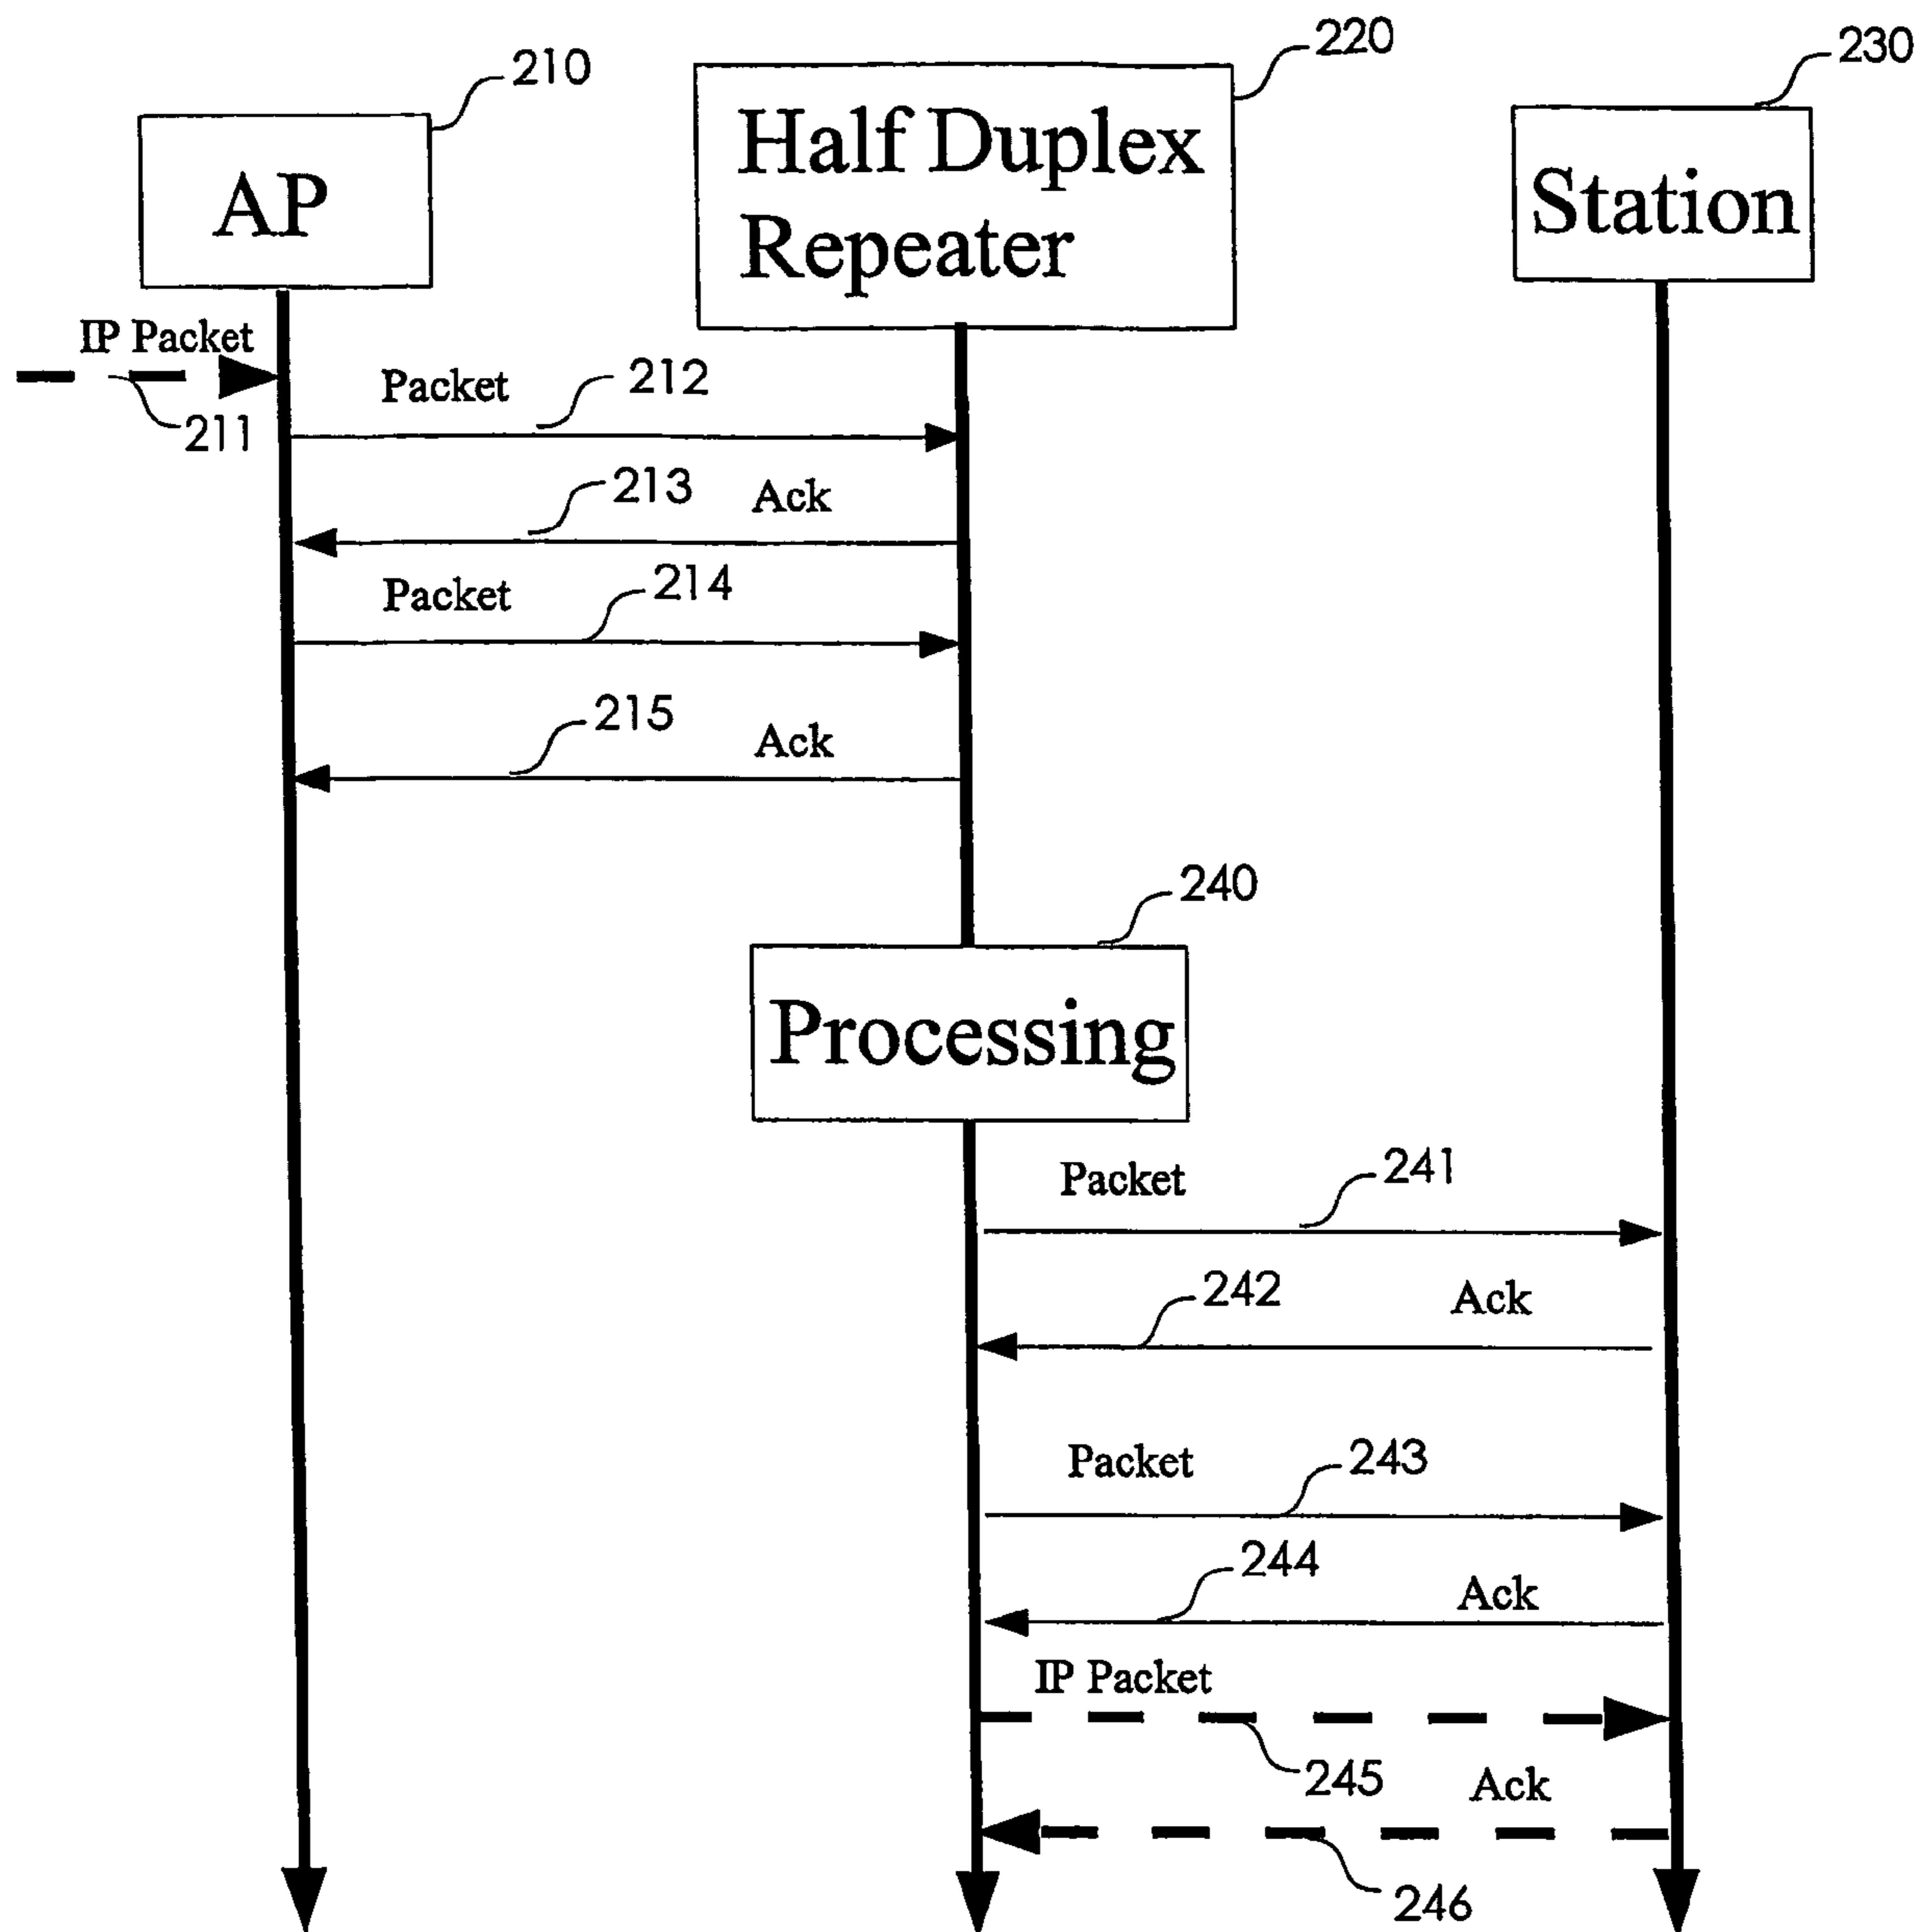 210
220
230
AP
Half Duplex
Repeater
Station
IP Packet
211
Packet
212
213
Ack
Packet
214
215
Ack
240
Processing
Packet
241
242
Ack
Packet
243
244
Ack
IP Packet
245
Ack
246